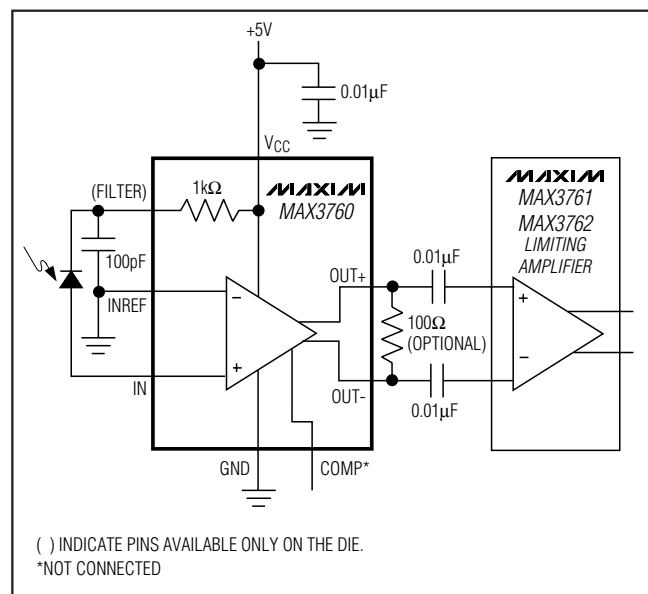 +5V
0.01µF
VCC
(FILTER)
1kΩ
MAXIM
MAX3760
100pF
INREF
IN
−
+
OUT+
OUT-
GND
COMP*
0.01µF
100Ω
(OPTIONAL)
0.01µF
MAXIM
MAX3761
MAX3762
LIMITING
AMPLIFIER
+
−
( ) INDICATE PINS AVAILABLE ONLY ON THE DIE.
*NOT CONNECTED